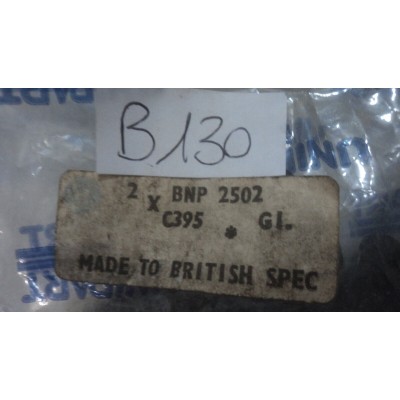 B130
2 X BNP 2502
C395 * GI.
MADE TO BRITISH SPEC